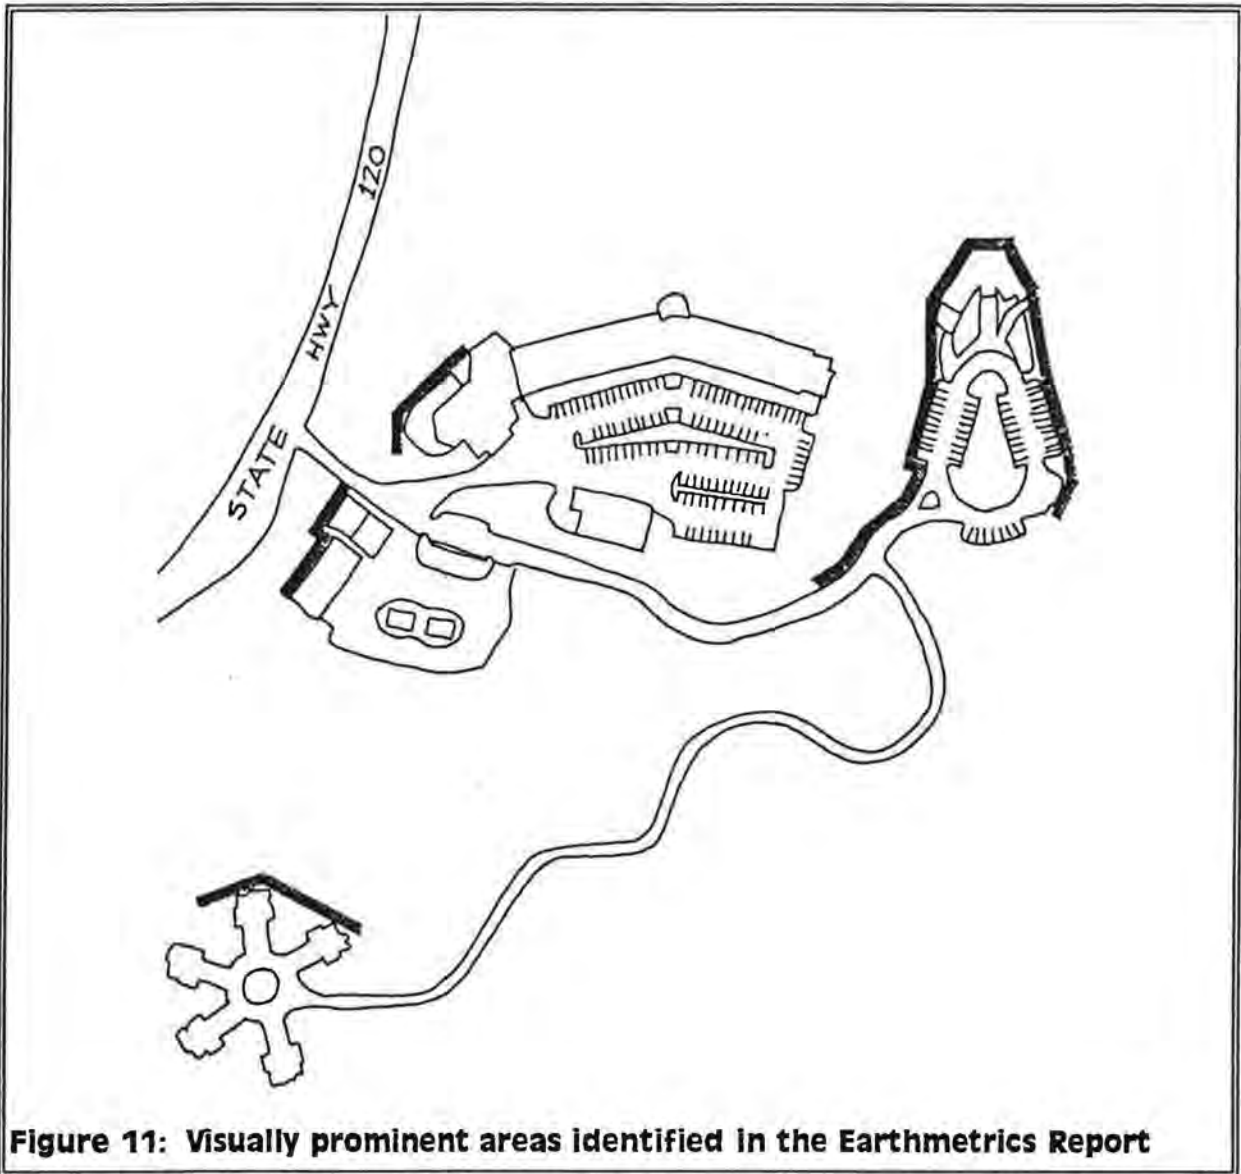 120
HWY
STATE
Figure 11: Visually prominent areas identified in the Earthmetrics Report